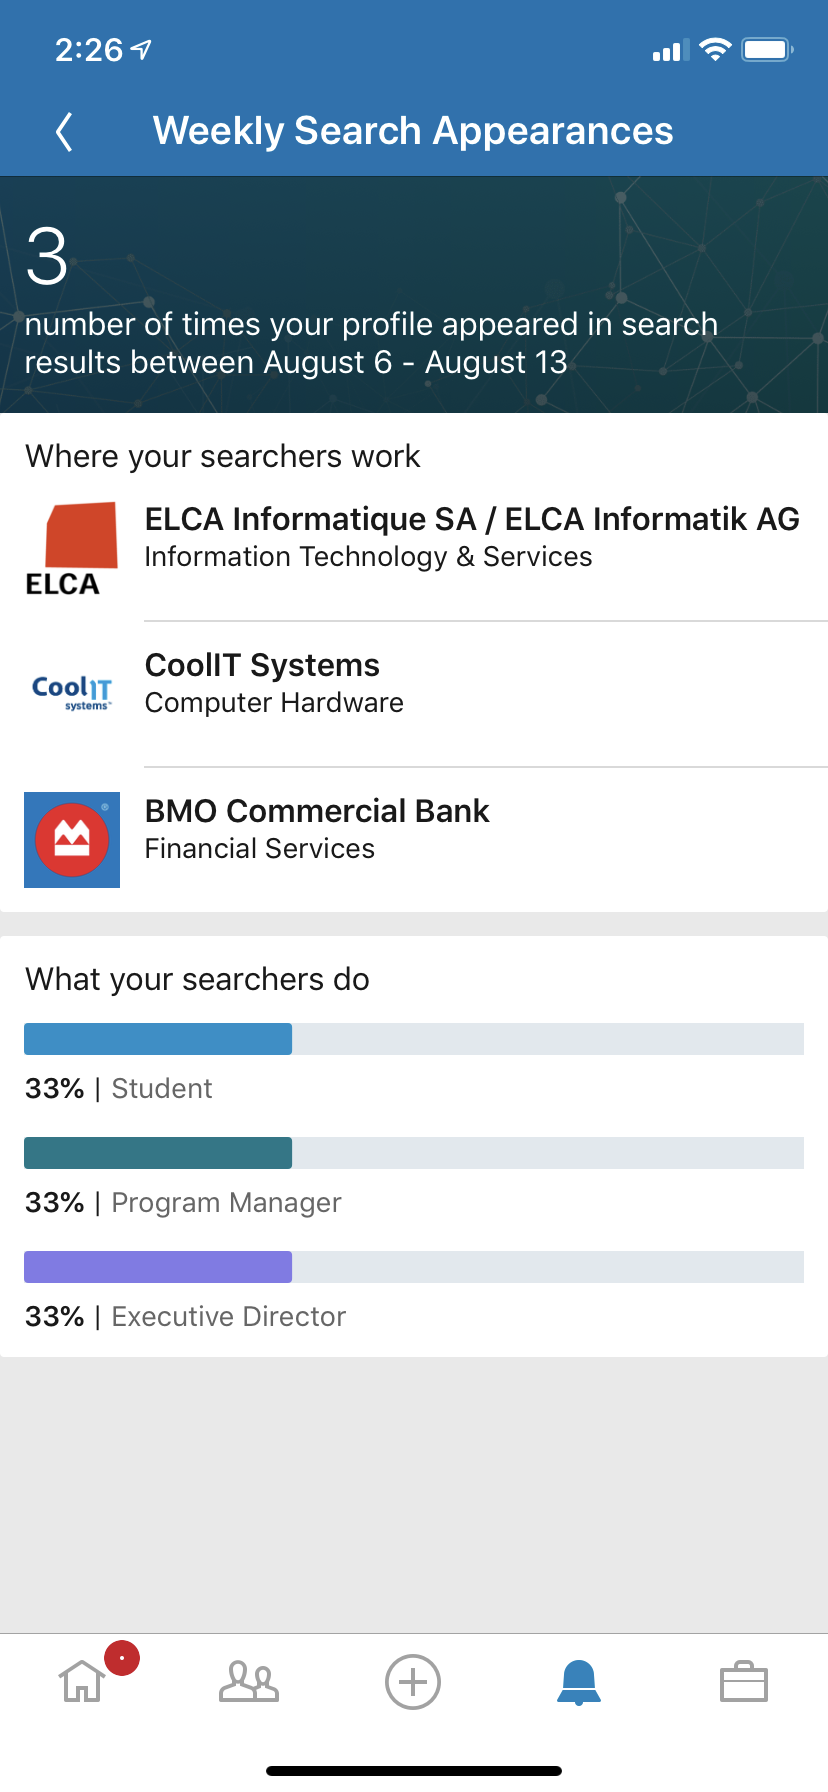 2:26
Weekly Search Appearances
3
number of times your profile appeared in search
results between August 6 - August 13
Where your searchers work
ELCA
ELCA Informatique SA / ELCA Informatik AG
Information Technology & Services
CoolIT
systems™
CoolIT Systems
Computer Hardware
®
BMO Commercial Bank
Financial Services
What your searchers do
33% | Student
33% | Program Manager
33% | Executive Director